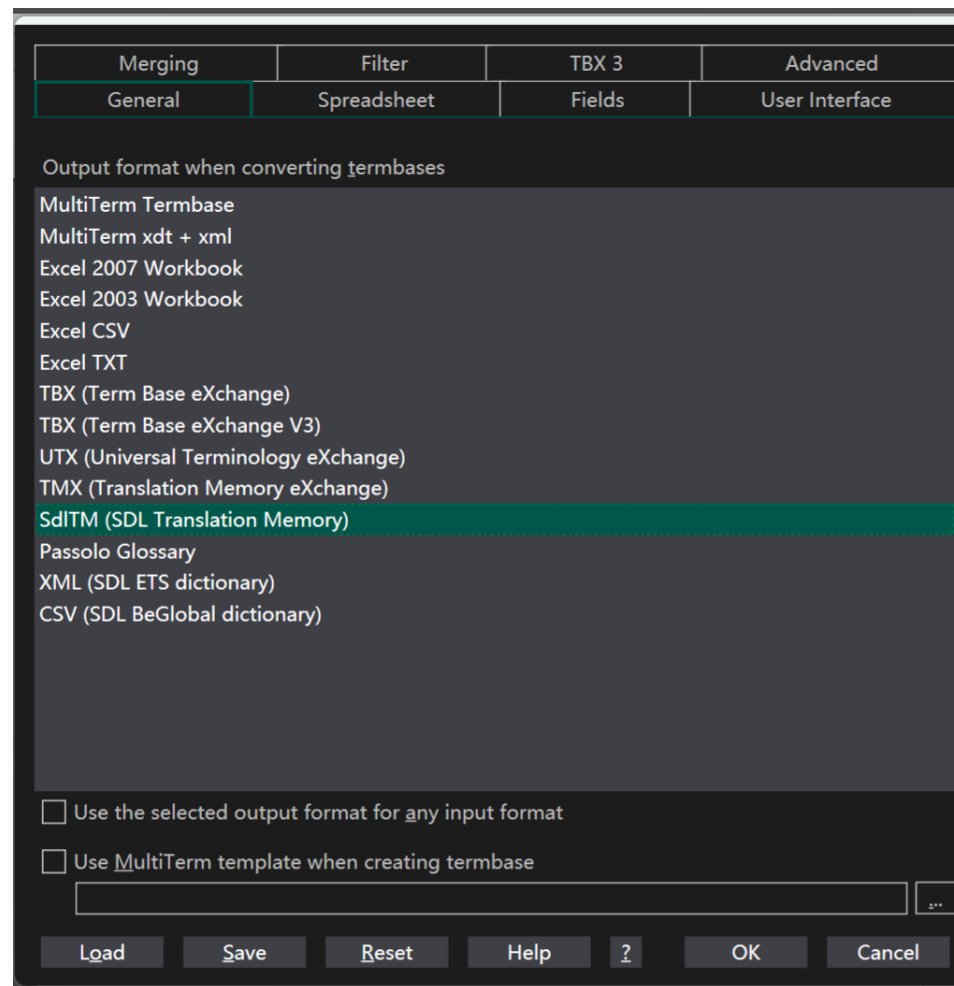 Merging Filter TBX 3 Advanced
General Spreadsheet Fields User Interface
Output format when converting termbases
MultiTerm Termbase
MultiTerm xdt + xml
Excel 2007 Workbook
Excel 2003 Workbook
Excel CSV
Excel TXT
TBX (Term Base eXchange)
TBX (Term Base eXchange V3)
UTX (Universal Terminology eXchange)
TMX (Translation Memory eXchange)
SdlTM (SDL Translation Memory)
Passolo Glossary
XML (SDL ETS dictionary)
CSV (SDL BeGlobal dictionary)
Use the selected output format for any input format
Use MultiTerm template when creating termbase
...
Load Save Reset Help ? OK Cancel